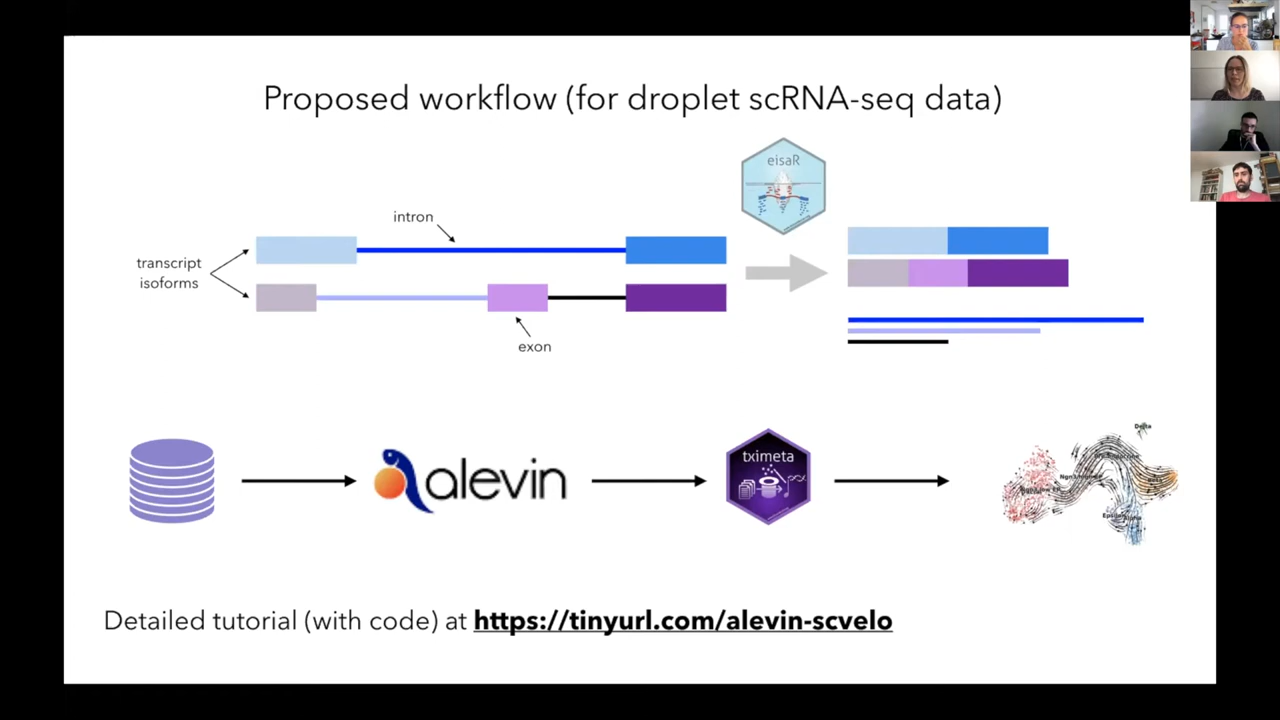 Proposed workflow (for droplet scRNA-seq data)
eisaR
intron
transcript
isoforms
exon
alevin
tximeta
Delta
Detailed tutorial (with code) at https://tinyurl.com/alevin-scvelo